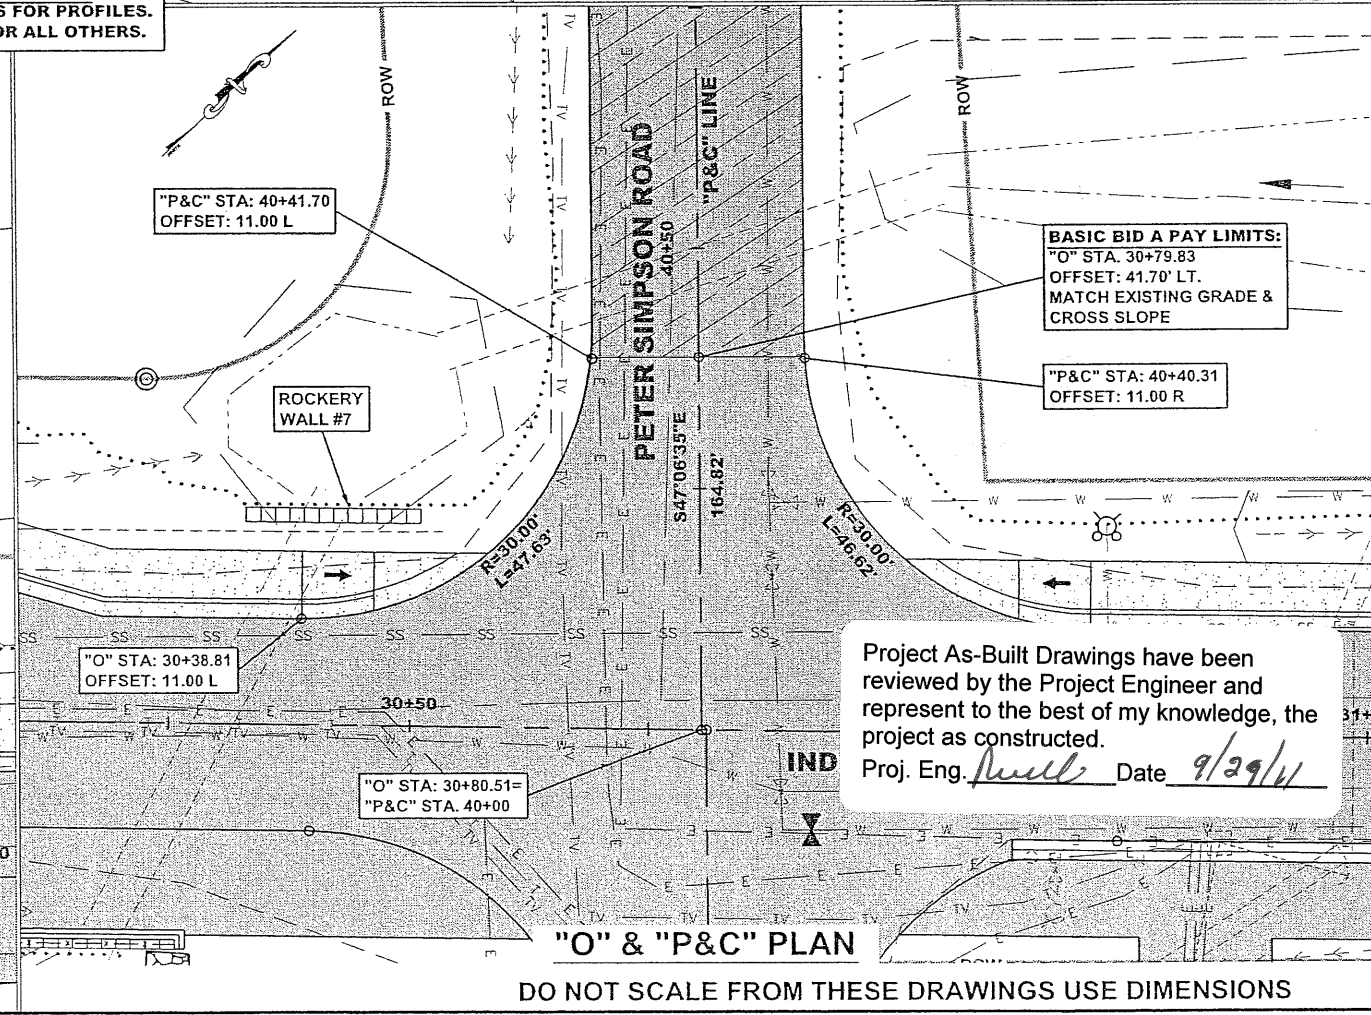 S FOR PROFILES.
OR ALL OTHERS.
ROW
ROW
"P&C" LINE
PETER SIMPSON ROAD
40+50
"P&C" STA: 40+41.70
OFFSET: 11.00 L
BASIC BID A PAY LIMITS:
"O" STA. 30+79.83
OFFSET: 41.70' LT.
MATCH EXISTING GRADE &
CROSS SLOPE
"P&C" STA: 40+40.31
OFFSET: 11.00 R
ROCKERY
WALL #7
S47°06'35"E
164.82'
R=30.00'
L=47.63'
R=30.00'
L=46.62'
"O" STA: 30+38.81
OFFSET: 11.00 L
30+50
"O" STA: 30+80.51=
"P&C" STA. 40+00
IND
31+
Project As-Built Drawings have been
reviewed by the Project Engineer and
represent to the best of my knowledge, the
project as constructed.
Proj. Eng. Date 9/29/11
"O" & "P&C" PLAN
DO NOT SCALE FROM THESE DRAWINGS USE DIMENSIONS